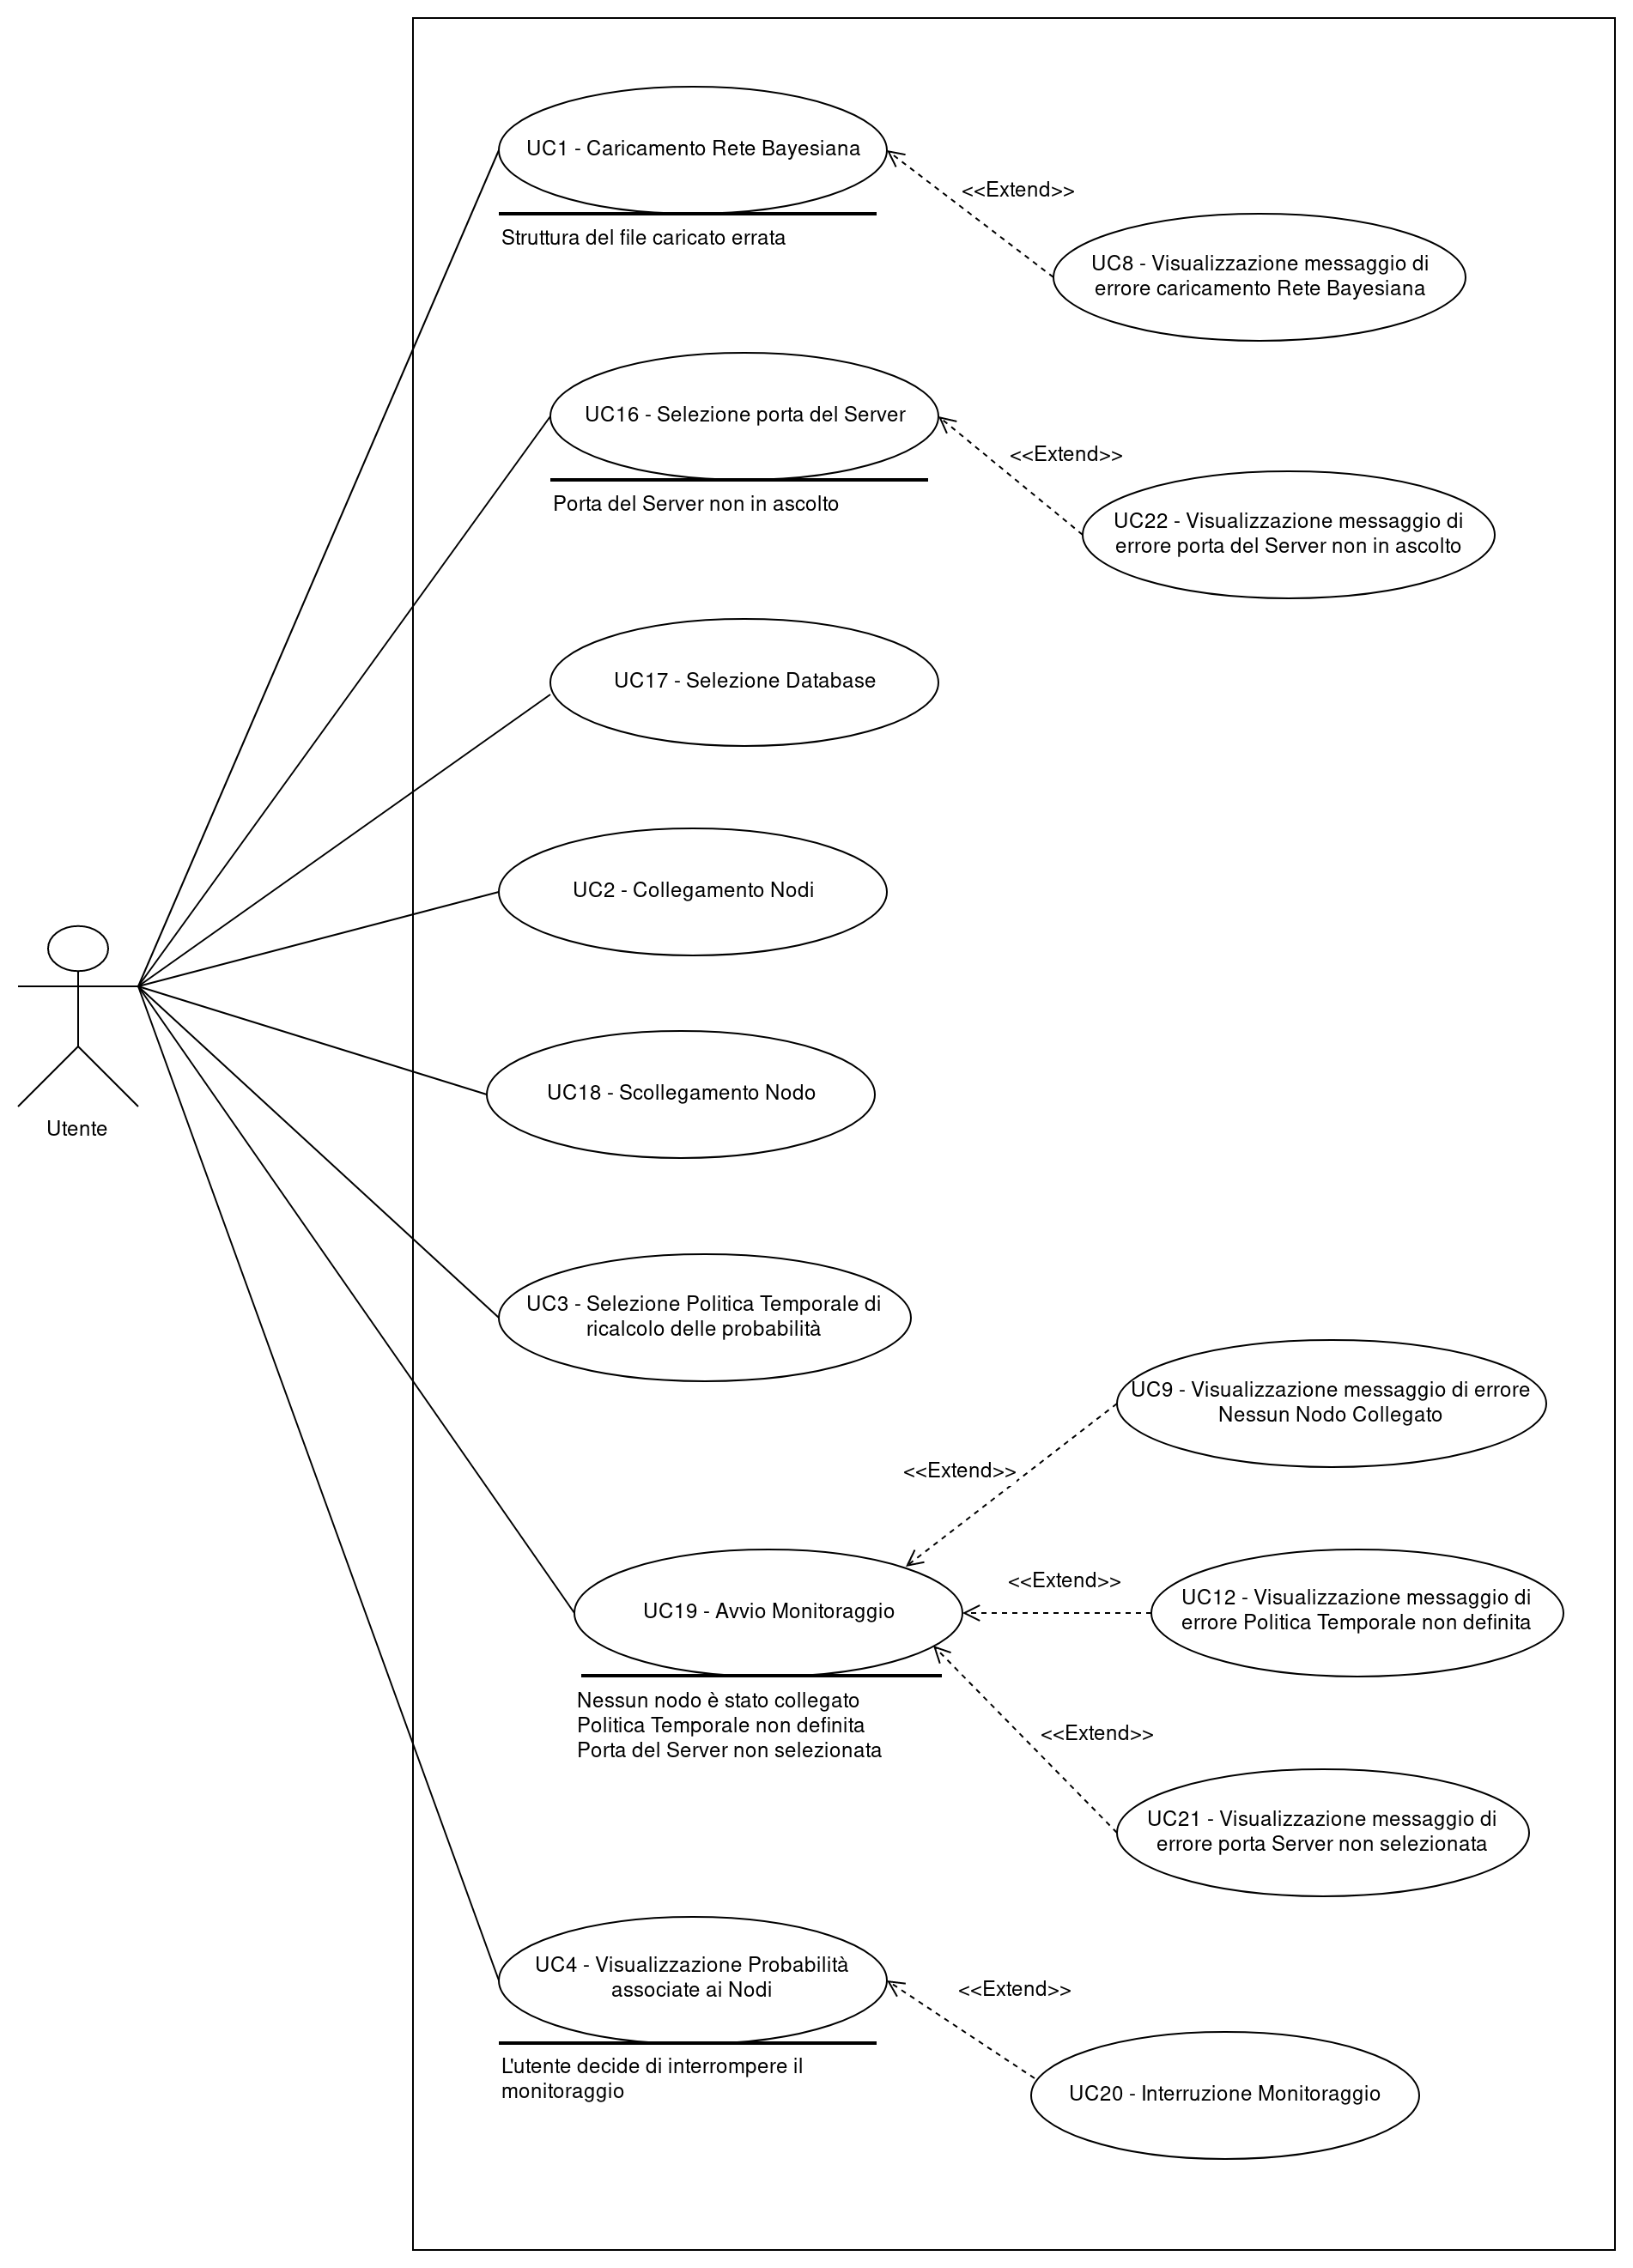 UC1 - Caricamento Rete Bayesiana
<<Extend>>
Struttura del file caricato errata
UC8 - Visualizzazione messaggio di
errore caricamento Rete Bayesiana
UC16 - Selezione porta del Server
<<Extend>>
Porta del Server non in ascolto
UC22 - Visualizzazione messaggio di
errore porta del Server non in ascolto
UC17 - Selezione Database
UC2 - Collegamento Nodi
UC18 - Scollegamento Nodo
Utente
UC3 - Selezione Politica Temporale di
ricalcolo delle probabilità
UC9 - Visualizzazione messaggio di errore
Nessun Nodo Collegato
<<Extend>>
<<Extend>>
UC19 - Avvio Monitoraggio
UC12 - Visualizzazione messaggio di
errore Politica Temporale non definita
Nessun nodo è stato collegato
Politica Temporale non definita
Porta del Server non selezionata
<<Extend>>
UC21 - Visualizzazione messaggio di
errore porta Server non selezionata
UC4 - Visualizzazione Probabilità
associate ai Nodi
<<Extend>>
L'utente decide di interrompere il
monitoraggio
UC20 - Interruzione Monitoraggio